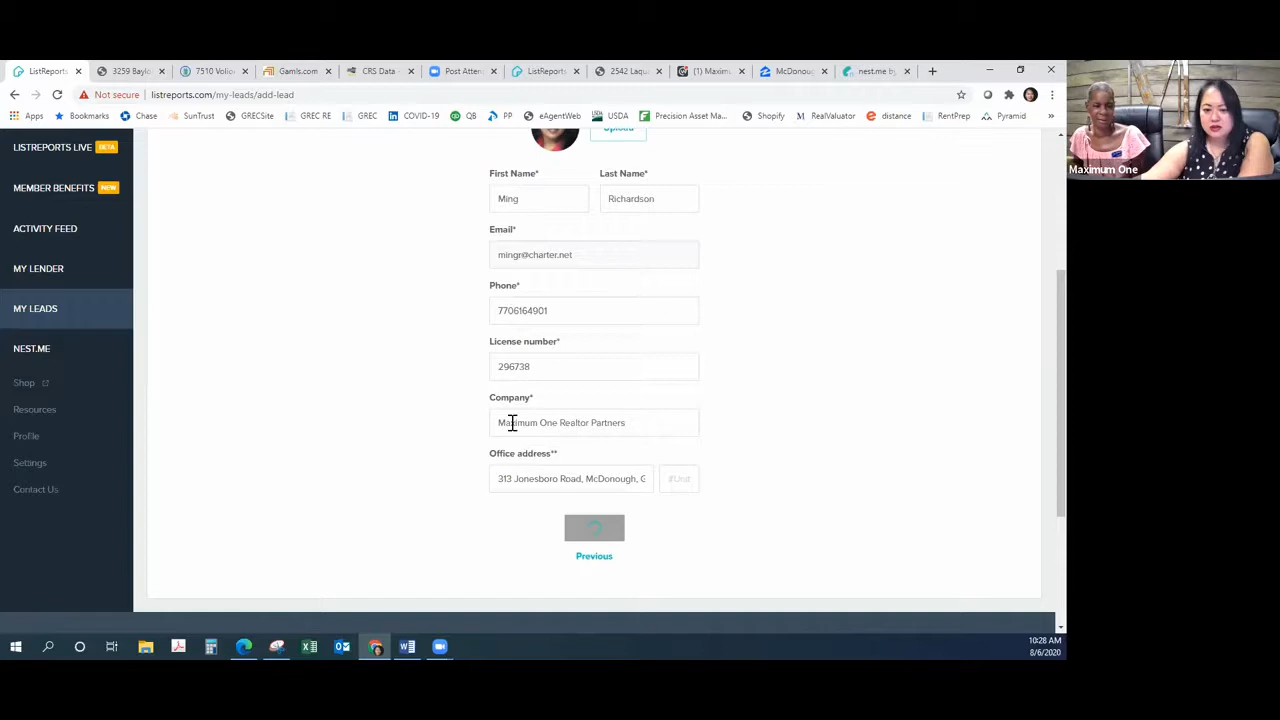 ListReports
3259 Baylo
7510 Volio
Gamls.com
CRS Data -
Post Atten
ListReports
2542 Laqu
(1) Maxim
McDonoug
nest.me by
Not secure
listreports.com/my-leads/add-lead
Apps
Bookmarks
Chase
SunTrust
GRECSite
GREC RE
GREC
COVID-19
QB
PP
eAgentWeb
USDA
Precision Asset Ma...
Shopify
RealValuator
distance
RentPrep
Pyramid
LISTREPORTS LIVE BETA
MEMBER BENEFITS NEW
ACTIVITY FEED
MY LENDER
MY LEADS
NEST.ME
Shop
Resources
Profile
Settings
Contact Us
Upload
First Name* Last Name*
Ming Richardson
Email*
mingr@charter.net
Phone*
7706164901
License number*
296738
Company*
Maximum One Realtor Partners
Office address**
313 Jonesboro Road, McDonough, G
#Unit
Previous
Maximum One
10:28 AM
8/6/2020